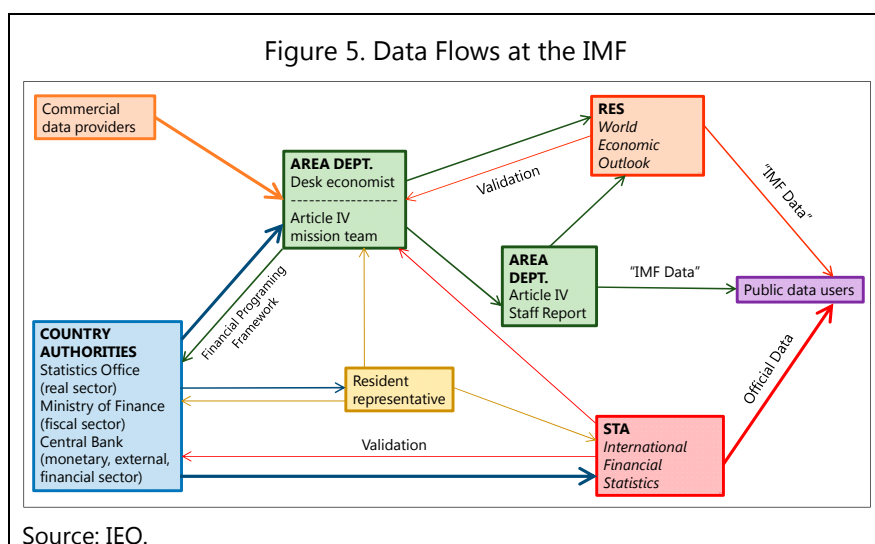 Figure 5. Data Flows at the IMF
Commercial
data providers
AREA DEPT.
Desk economist
Article IV
mission team
RES
World
Economic
Outlook
Validation
"IMF Data"
AREA
DEPT.
Article IV
Staff Report
"IMF Data"
Public data users
Financial Programing
Framework
COUNTRY
AUTHORITIES
Statistics Office
(real sector)
Ministry of Finance
(fiscal sector)
Central Bank
(monetary, external,
financial sector)
Resident
representative
Validation
STA
International
Financial
Statistics
Official Data
Source: IEO.